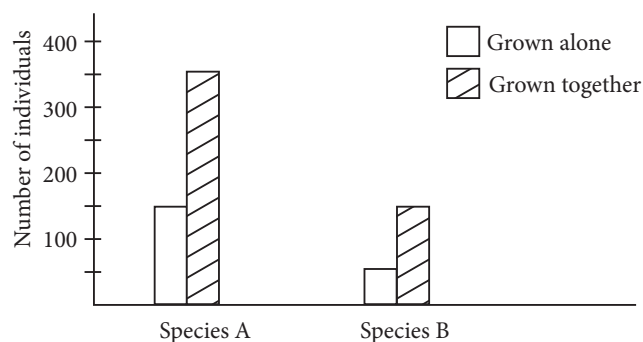 Number of individuals
400
300
200
100
Grown alone
Grown together
Species A
Species B